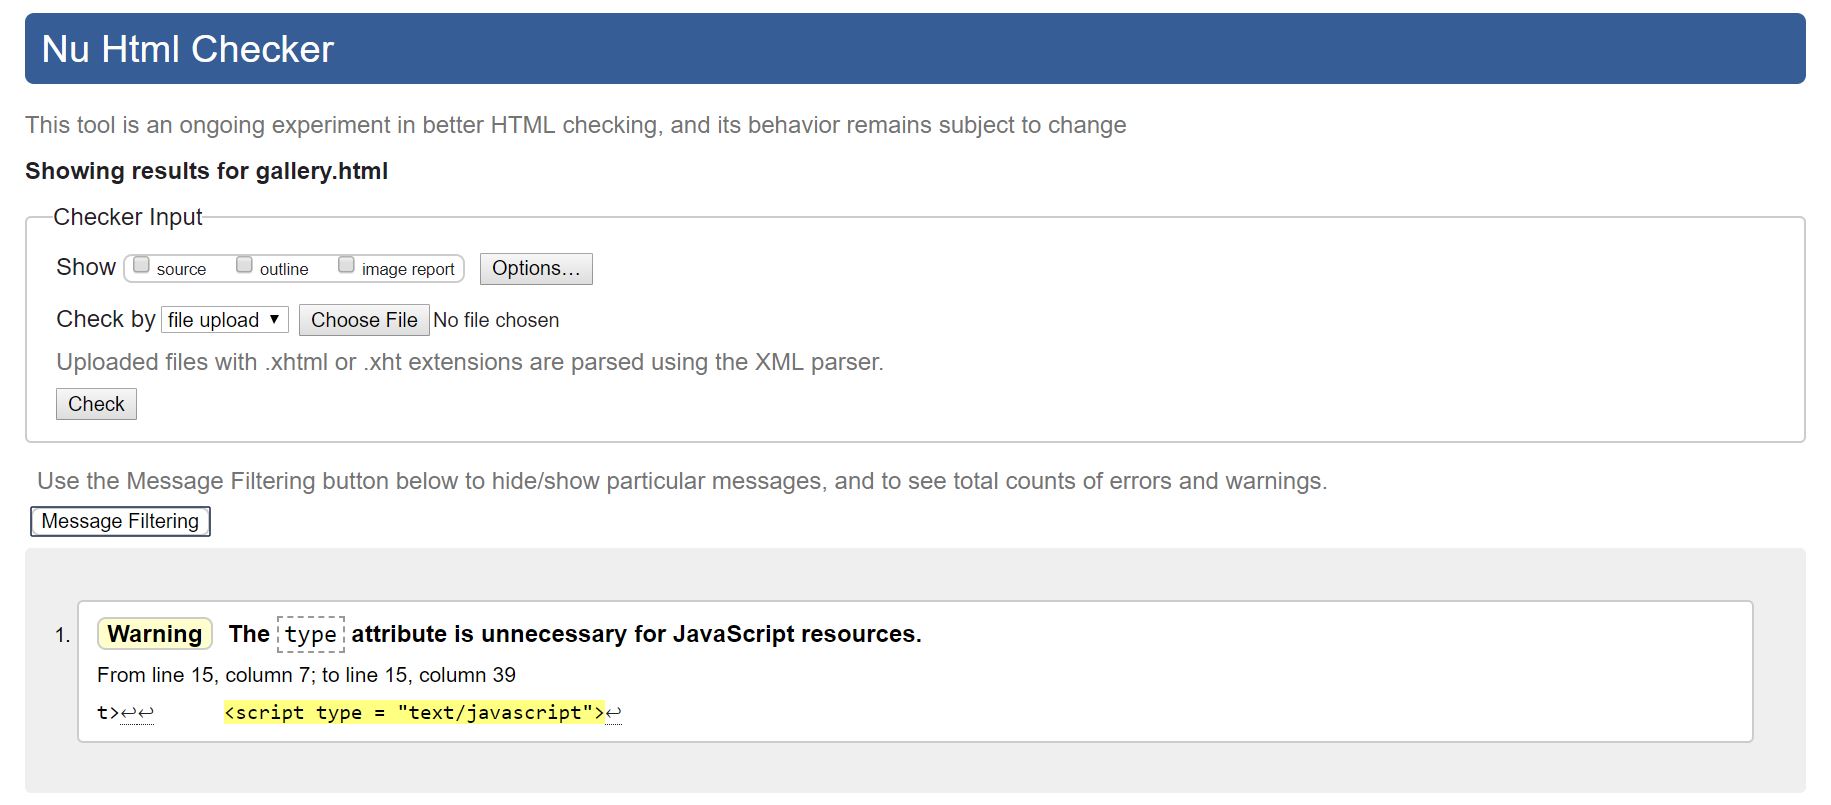 Nu Html Checker
This tool is an ongoing experiment in better HTML checking, and its behavior remains subject to change
Showing results for gallery.html
Checker Input
Show source outline image report Options...
Check by file upload ▼ Choose File No file chosen
Uploaded files with .xhtml or .xht extensions are parsed using the XML parser.
Check
Use the Message Filtering button below to hide/show particular messages, and to see total counts of errors and warnings.
Message Filtering
1. Warning The type attribute is unnecessary for JavaScript resources.
From line 15, column 7; to line 15, column 39
t>↩↩ <script type = "text/javascript">↩